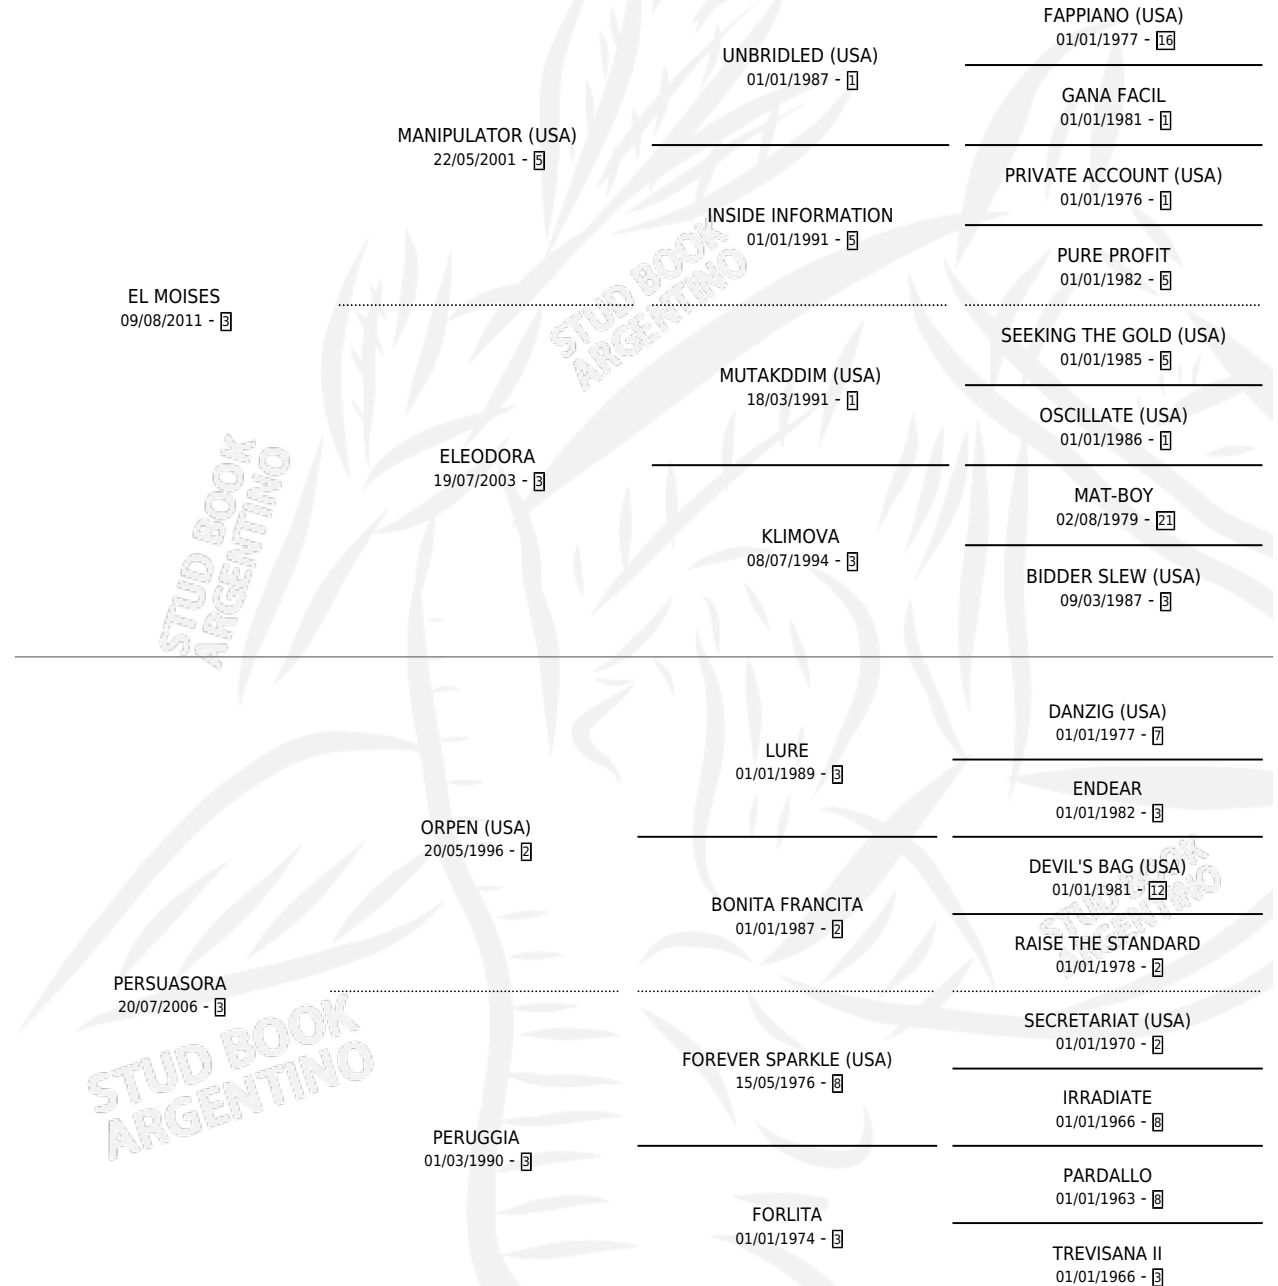 FAPPIANO (USA)
01/01/1977 - 16
UNBRIDLED (USA)
01/01/1987 - 1
GANA FACIL
01/01/1981 - 1
MANIPULATOR (USA)
22/05/2001 - 5
PRIVATE ACCOUNT (USA)
01/01/1976 - 1
INSIDE INFORMATION
01/01/1991 - 5
PURE PROFIT
01/01/1982 - 5
EL MOISES
09/08/2011 - 3
STUD BOOK
ARGENTINO
SEEKING THE GOLD (USA)
01/01/1985 - 5
MUTAKDDIM (USA)
18/03/1991 - 1
OSCILLATE (USA)
01/01/1986 - 1
ELEODORA
19/07/2003 - 3
STUD BOOK
ARGENTINO
MAT-BOY
02/08/1979 - 21
KLIMOVA
08/07/1994 - 3
BIDDER SLEW (USA)
09/03/1987 - 3
DANZIG (USA)
01/01/1977 - 7
LURE
01/01/1989 - 3
ENDEAR
01/01/1982 - 3
ORPEN (USA)
20/05/1996 - 2
DEVIL'S BAG (USA)
01/01/1981 - 12
STUD BOOK
ARGENTINO
BONITA FRANCITA
01/01/1987 - 2
RAISE THE STANDARD
01/01/1978 - 2
PERSUASORA
20/07/2006 - 3
STUD BOOK
ARGENTINO
SECRETARIAT (USA)
01/01/1970 - 2
FOREVER SPARKLE (USA)
15/05/1976 - 8
IRRADIATE
01/01/1966 - 8
PERUGGIA
01/03/1990 - 3
PARDALLO
01/01/1963 - 8
FORLITA
01/01/1974 - 3
TREVISANA II
01/01/1966 - 3